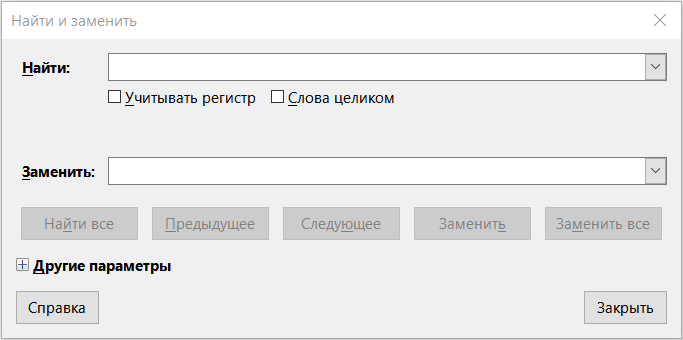 Найти и заменить
Найти:
Учитывать регистр Слова целиком
Заменить:
Найти все Предыдущее Следующее Заменить Заменить все
Другие параметры
Справка Закрыть